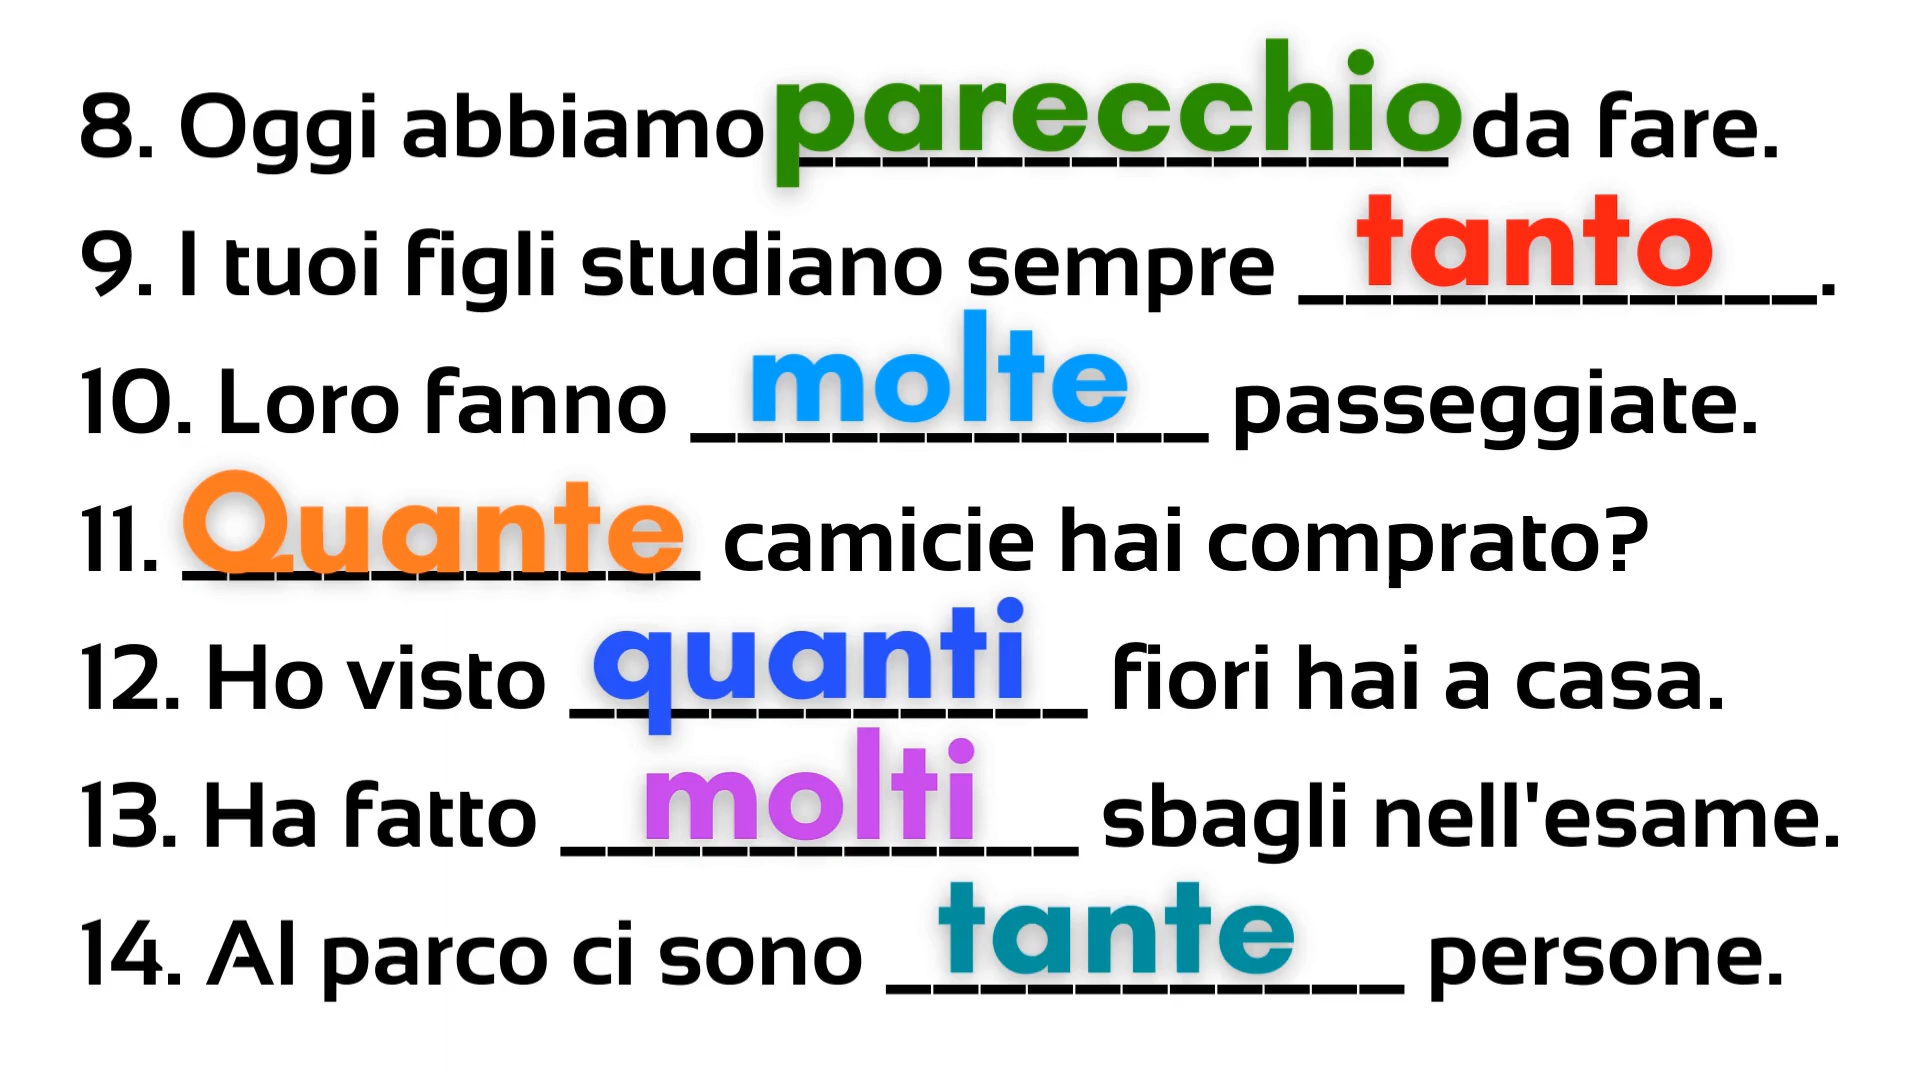 8. Oggi abbiamo parecchio da fare.
9. I tuoi figli studiano sempre tanto.
10. Loro fanno molte passeggiate.
11. Quante camicie hai comprato?
12. Ho visto quanti fiori hai a casa.
13. Ha fatto molti sbagli nell'esame.
14. Al parco ci sono tante persone.